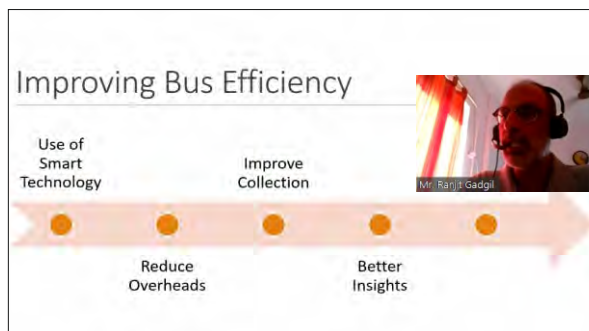 Improving Bus Efficiency
Use of
Smart
Technology
Improve
Collection
Mr. Ranjit Gadgil
Reduce
Overheads
Better
Insights